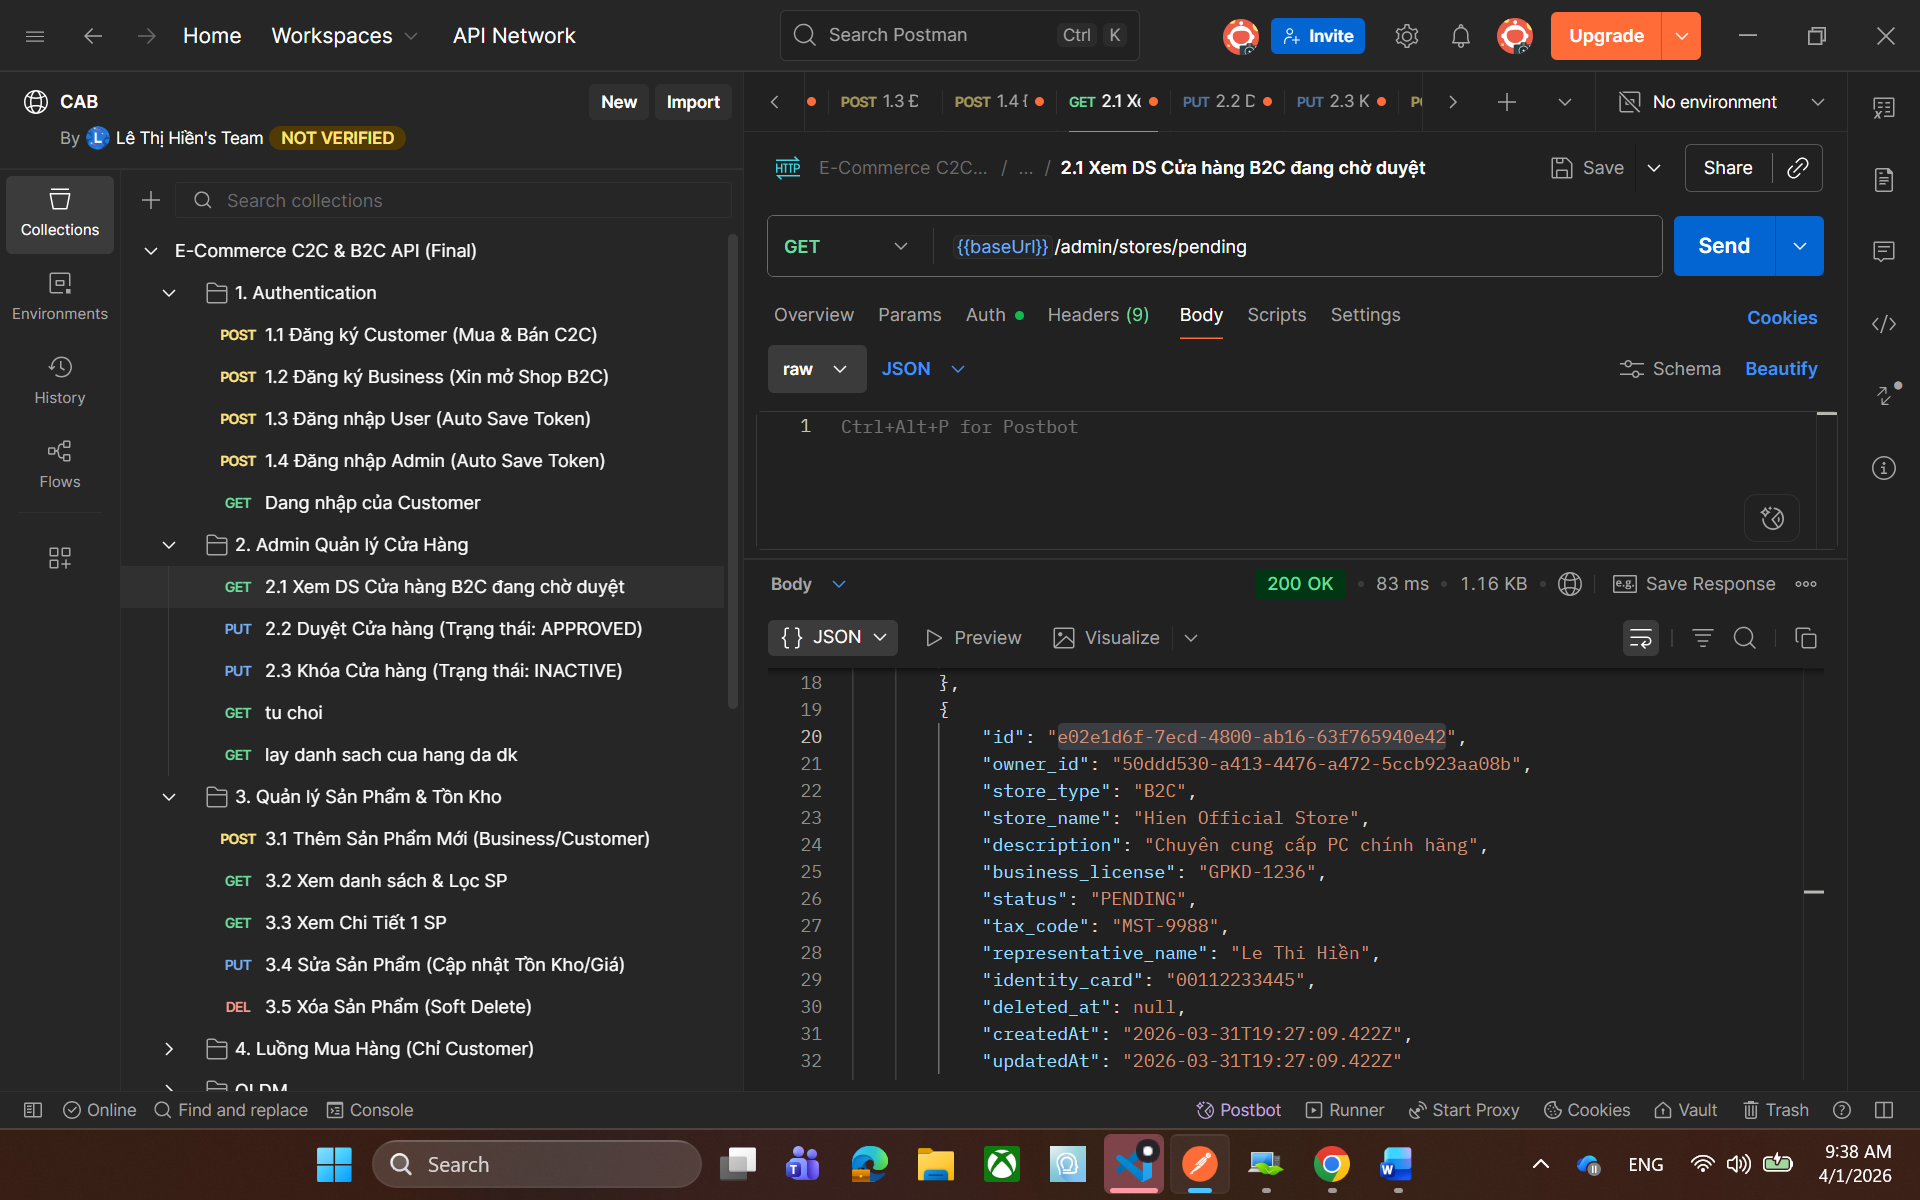 Home
Workspaces
API Network
Search Postman
Ctrl
K
Invite
Upgrade
CAB
New
Import
By
L
Lê Thị Hiền's Team
NOT VERIFIED
Collections
Environments
History
Flows
Search collections
E-Commerce C2C & B2C API (Final)
1. Authentication
POST 1.1 Đăng ký Customer (Mua & Bán C2C)
POST 1.2 Đăng ký Business (Xin mở Shop B2C)
POST 1.3 Đăng nhập User (Auto Save Token)
POST 1.4 Đăng nhập Admin (Auto Save Token)
GET Dang nhập của Customer
2. Admin Quản lý Cửa Hàng
GET 2.1 Xem DS Cửa hàng B2C đang chờ duyệt
PUT 2.2 Duyệt Cửa hàng (Trạng thái: APPROVED)
PUT 2.3 Khóa Cửa hàng (Trạng thái: INACTIVE)
GET tu choi
GET lay danh sach cua hang da dk
3. Quản lý Sản Phẩm & Tồn Kho
POST 3.1 Thêm Sản Phẩm Mới (Business/Customer)
GET 3.2 Xem danh sách & Lọc SP
GET 3.3 Xem Chi Tiết 1 SP
PUT 3.4 Sửa Sản Phẩm (Cập nhật Tồn Kho/Giá)
DEL 3.5 Xóa Sản Phẩm (Soft Delete)
4. Luồng Mua Hàng (Chỉ Customer)
POST 1.3 Đ
POST 1.4
GET 2.1
PUT 2.2 D
PUT 2.3 K
No environment
HTTP
E-Commerce C2C... / ... / 2.1 Xem DS Cửa hàng B2C đang chờ duyệt
Save
Share
GET
{{baseUrl}} /admin/stores/pending
Send
Overview
Params
Auth
Headers (9)
Body
Scripts
Settings
Cookies
raw
JSON
Schema
Beautify
1 Ctrl+Alt+P for Postbot
Body
200 OK • 83 ms • 1.16 KB
e.g. Save Response
{} JSON
Preview
Visualize
18 },
19 {
20 "id": "e02e1d6f-7ecd-4800-ab16-63f765940e42",
21 "owner_id": "50ddd530-a413-4476-a472-5ccb923aa08b",
22 "store_type": "B2C",
23 "store_name": "Hien Official Store",
24 "description": "Chuyên cung cấp PC chính hãng",
25 "business_license": "GPKD-1236",
26 "status": "PENDING",
27 "tax_code": "MST-9988",
28 "representative_name": "Le Thi Hiền",
29 "identity_card": "00112233445",
30 "deleted_at": null,
31 "createdAt": "2026-03-31T19:27:09.422Z",
32 "updatedAt": "2026-03-31T19:27:09.422Z"
Online
Find and replace
Console
Postbot
Runner
Start Proxy
Cookies
Vault
Trash
Search
ENG
9:38 AM
4/1/2026